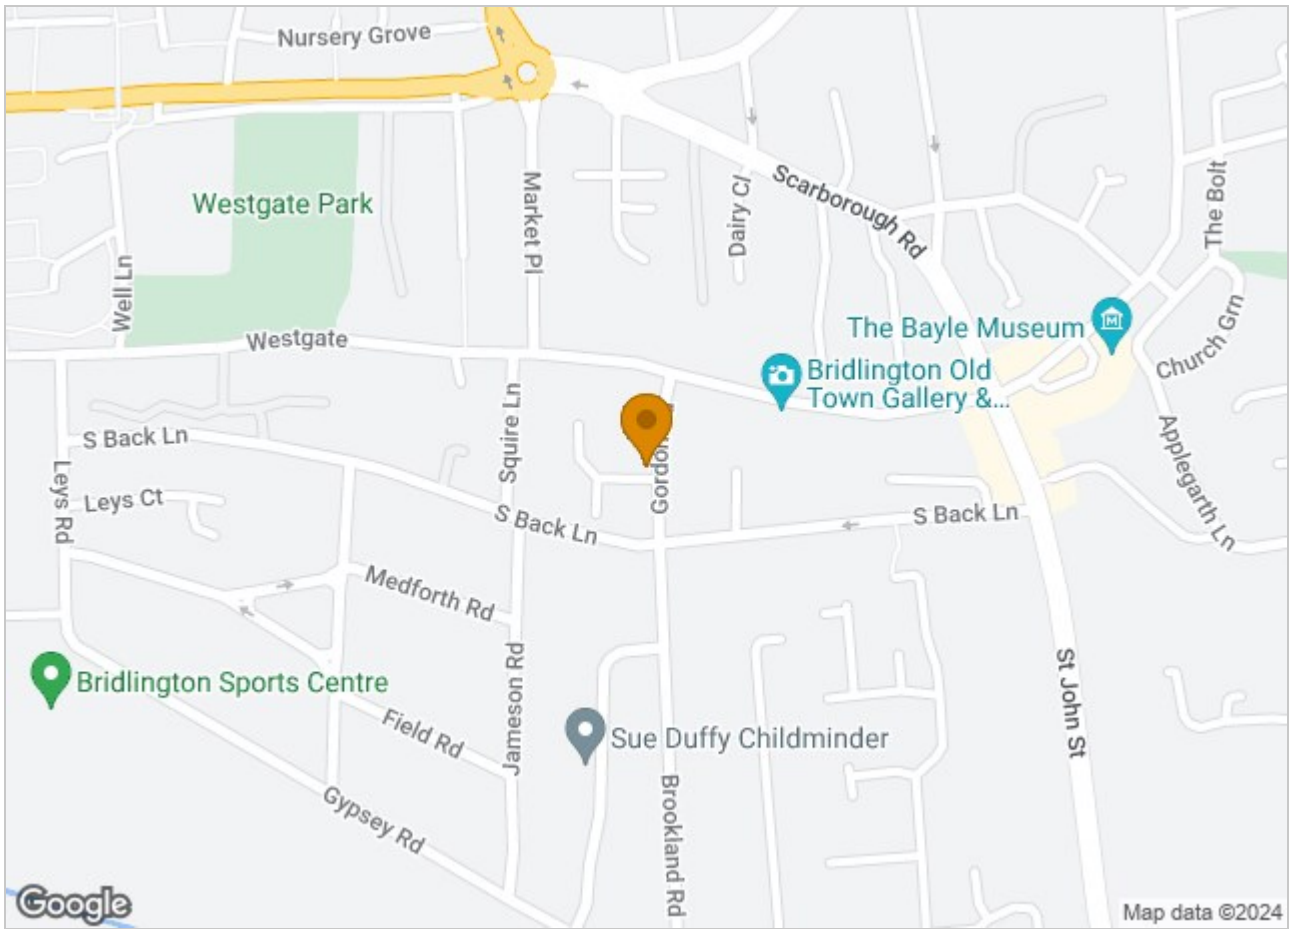 Nursery Grove
Westgate Park
Market Pl
Dairy Cl
Scarborough Rd
The Bolt
Well Ln
Westgate
The Bayle Museum
Church Grn
Bridlington Old
Town Gallery &...
Squire Ln
Gordon
S Back Ln
Leys Rd
Leys Ct
S Back Ln
S Back Ln
Applegarth Ln
Medforth Rd
Bridlington Sports Centre
Jameson Rd
Field Rd
Sue Duffy Childminder
St John St
Gypsey Rd
Brookland Rd
Google
Map data ©2024